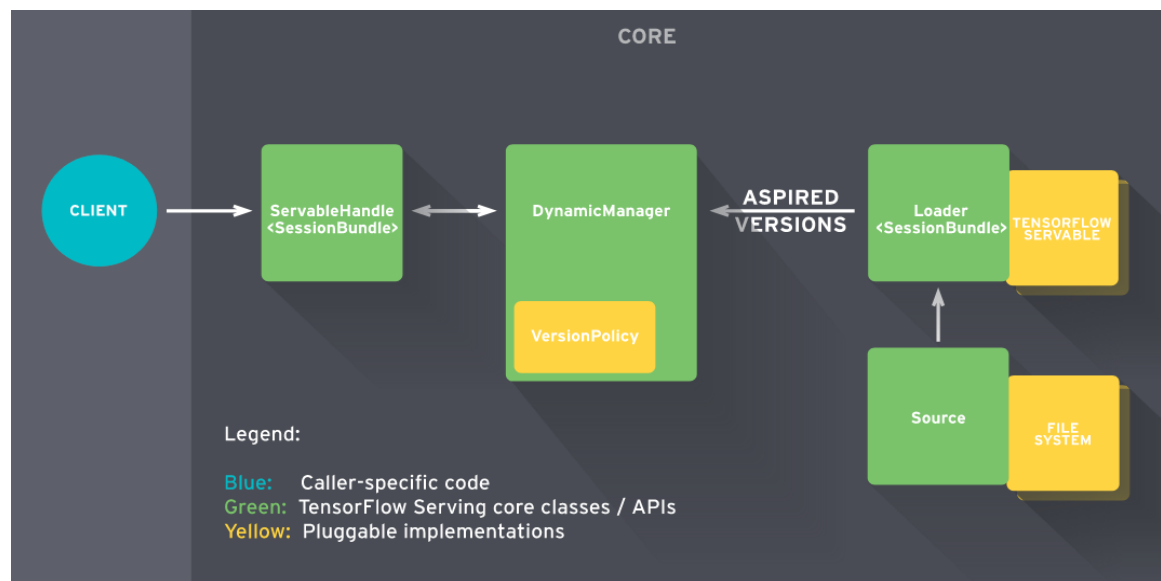 CORE
CLIENT
ServableHandle
<SessionBundle>
DynamicManager
VersionPolicy
ASPIRED
VERSIONS
Loader
<SessionBundle>
TENSORFLOW
SERVABLE
Source
FILE
SYSTEM
Legend:
Blue: Caller-specific code
Green: TensorFlow Serving core classes / APIs
Yellow: Pluggable implementations